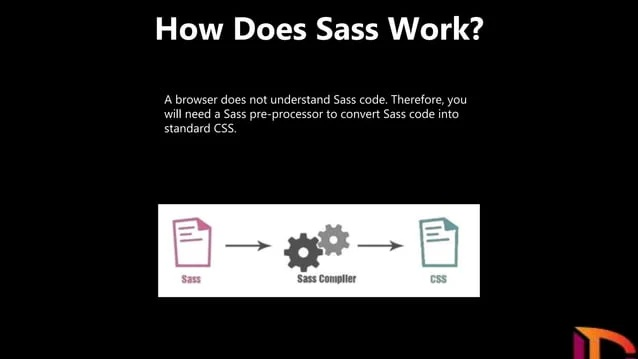 How Does Sass Work?
A browser does not understand Sass code. Therefore, you
will need a Sass pre-processor to convert Sass code into
standard CSS.
Sass
Sass Compiler
CSS